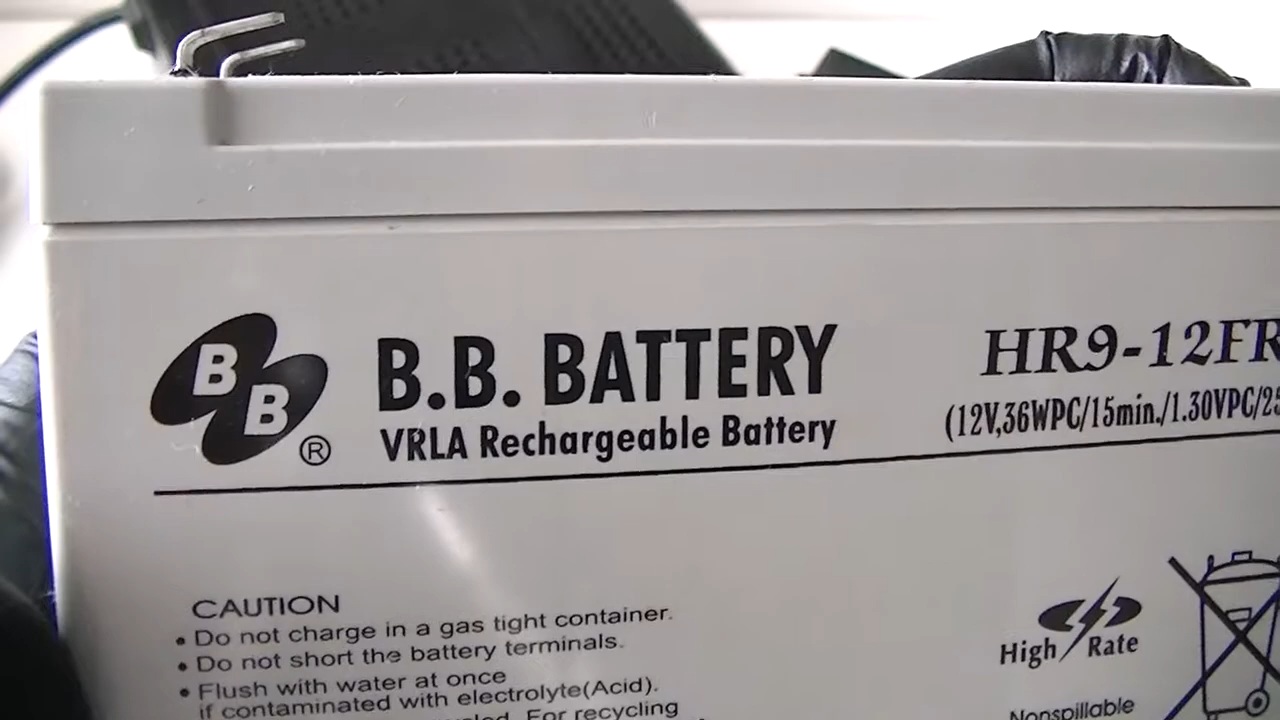 B
B
®
B.B. BATTERY
VRLA Rechargeable Battery
HR9-12FR
(12V,36WPC/15min./1.30VPC/25
CAUTION
• Do not charge in a gas tight container.
• Do not short the battery terminals.
• Flush with water at once
if contaminated with electrolyte(Acid).
For recycling
High Rate
Nonspillable